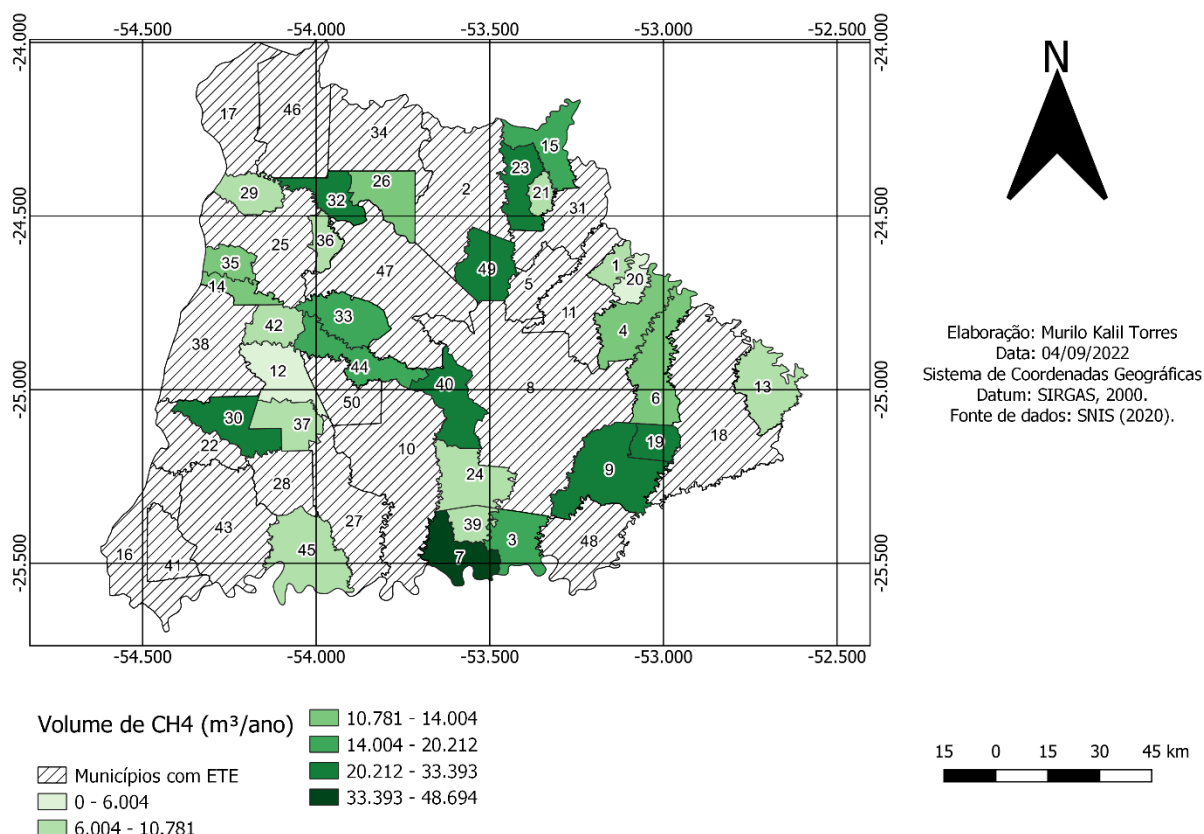 -54.500 -54.000 -53.500 -53.000 -52.500
-24.000 -24.000
17 46 34
15
23
29 32 26 2 21
31
-24.500 -24.500
25 36
35 47 49 1 20
14 5
11
42 33 4
38
44
12 40 8 13
-25.000 -25.000
50 6
30 37
22 10 18 19
24 9
28
43 27 39 3 48
16 41 45 7
-25.500 -25.500
-54.500 -54.000 -53.500 -53.000 -52.500
N
Elaboração: Murilo Kalil Torres
Data: 04/09/2022
Sistema de Coordenadas Geográficas
Datum: SIRGAS, 2000.
Fonte de dados: SNIS (2020).
Volume de CH4 (m³/ano)
Municípios com ETE
0 - 6.004
6.004 - 10.781
10.781 - 14.004
14.004 - 20.212
20.212 - 33.393
33.393 - 48.694
15 0 15 30 45 km